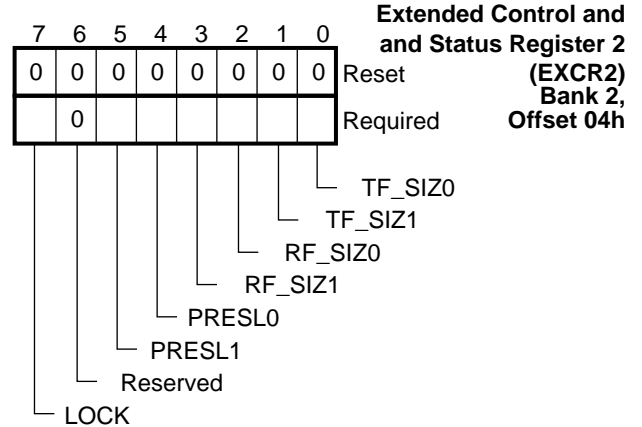 Extended Control and
and Status Register 2
(EXCR2)
Bank 2,
Offset 04h
7 6 5 4 3 2 1 0
0 0 0 0 0 0 0 0 Reset
0 Required
TF_SIZ0
TF_SIZ1
RF_SIZ0
RF_SIZ1
PRESL0
PRESL1
Reserved
LOCK